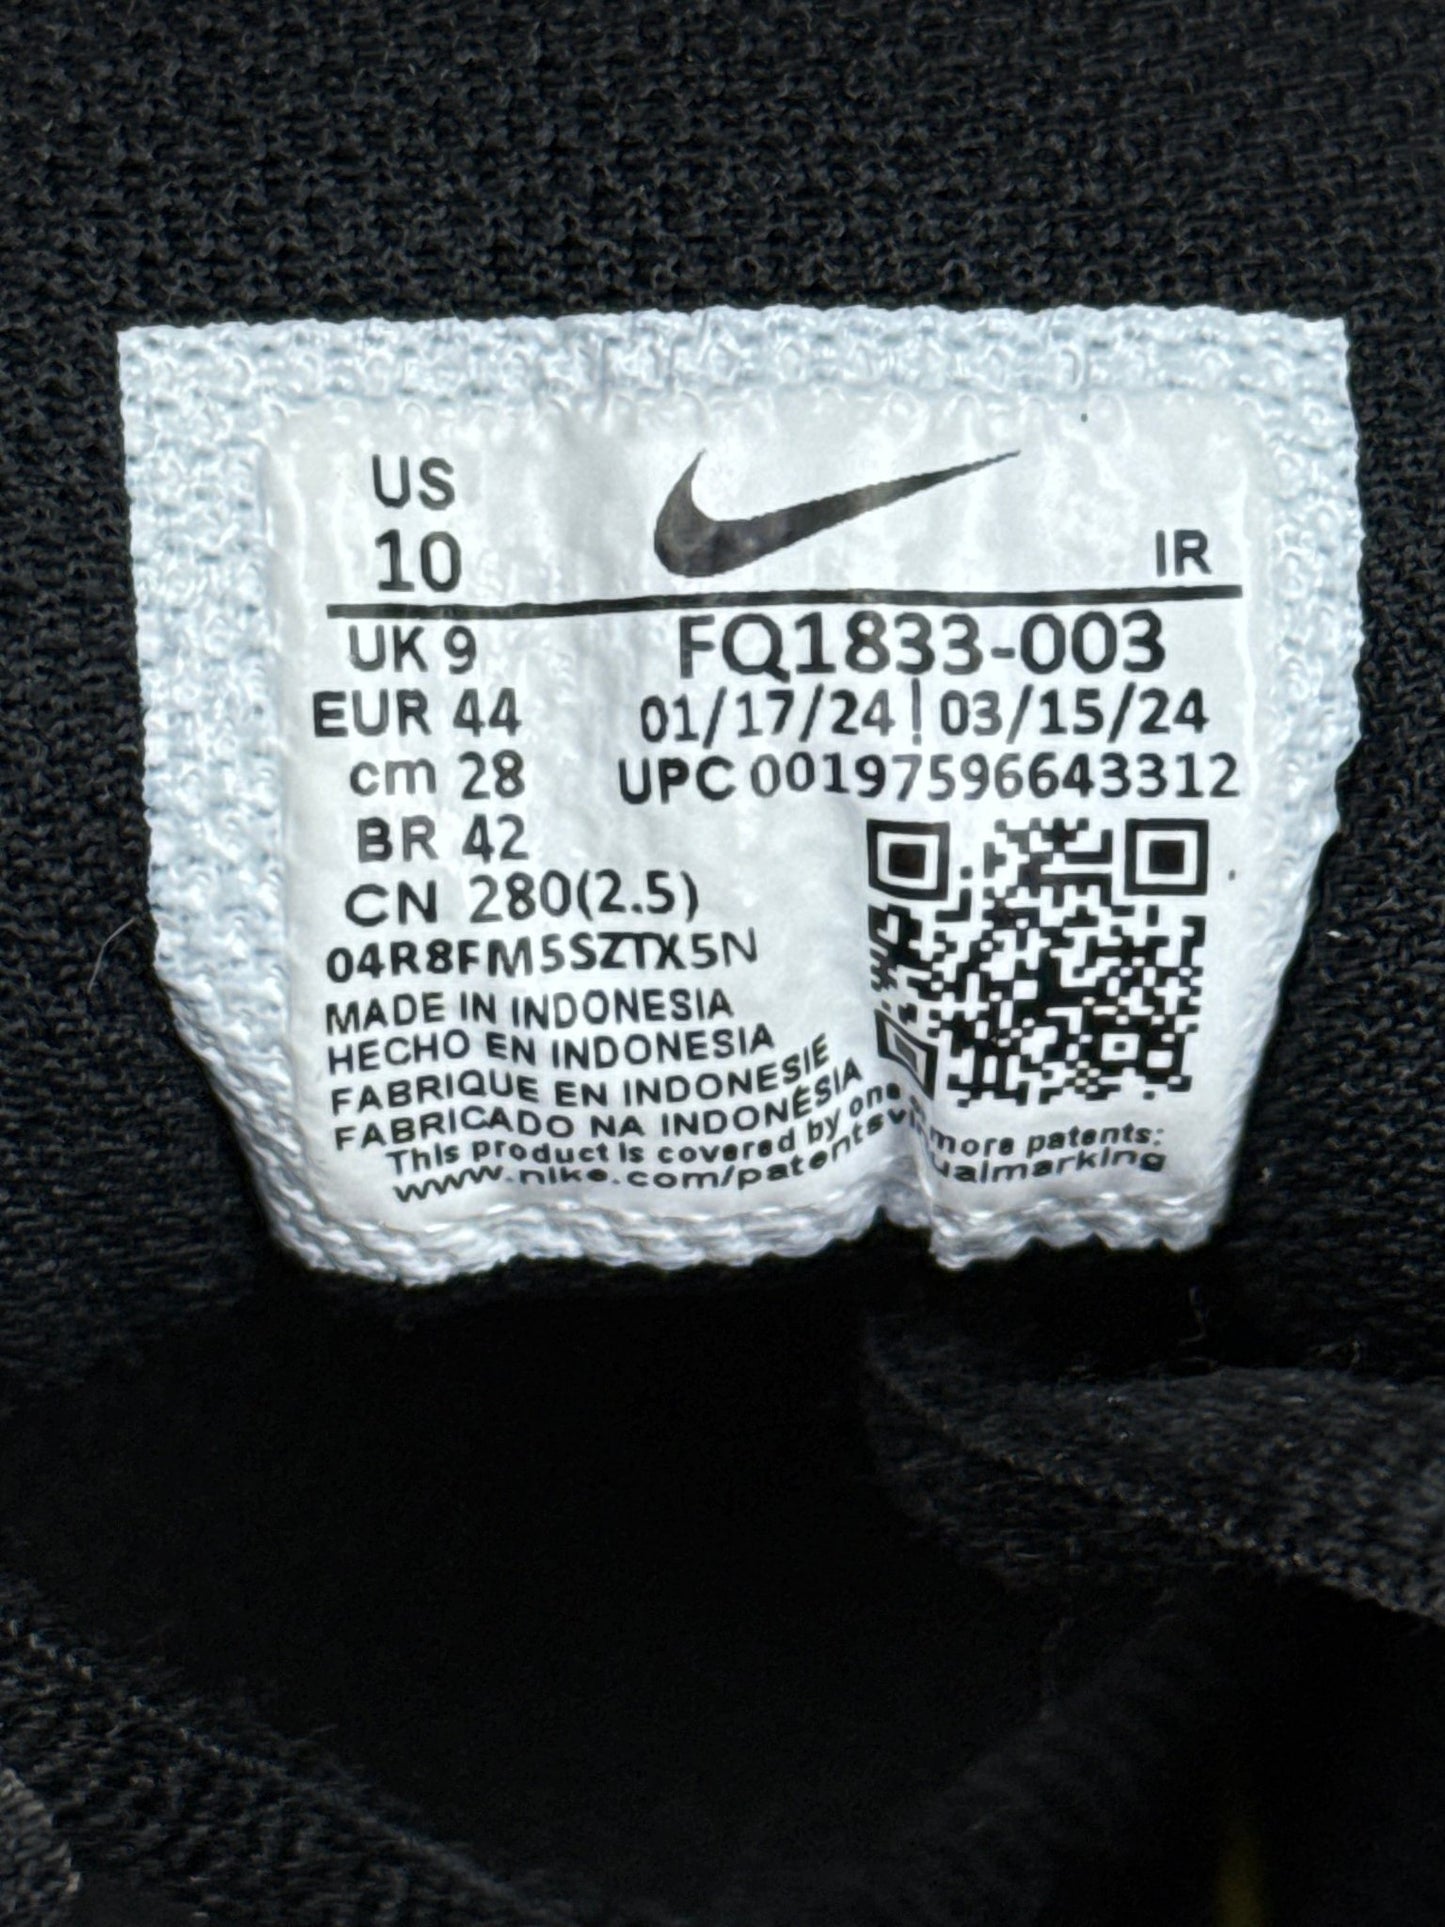 US
10
IR
UK 9
FQ1833-003
EUR 44
01/17/24 | 03/15/24
cm 28
UPC 00197596643312
BR 42
CN 280(2.5)
04R8FM5SZTX5N
MADE IN INDONESIA
HECHO EN INDONESIA
FABRIQUE EN INDONESIE
FABRICADO NA INDONÉSIA
This product is covered by one more patents:
www.nike.com/patents